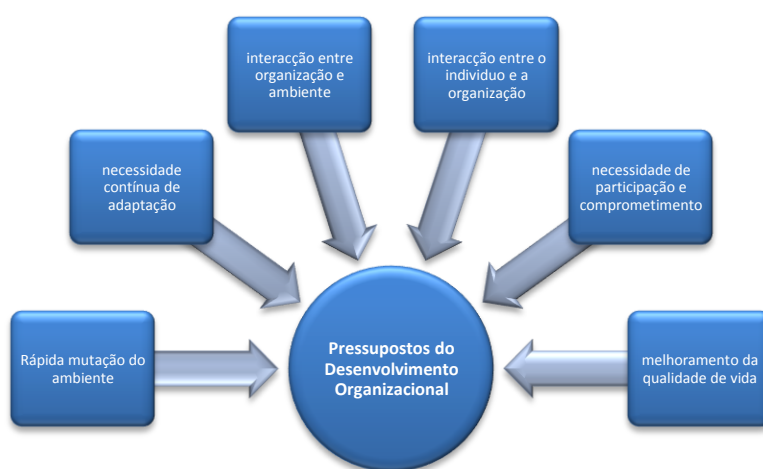 interacção entre
organização e
ambiente
interacção entre o
individuo e a
organização
necessidade
contínua de
adaptação
necessidade de
participação e
comprometimento
Rápida mutação do
ambiente
Pressupostos do
Desenvolvimento
Organizacional
melhoramento da
qualidade de vida